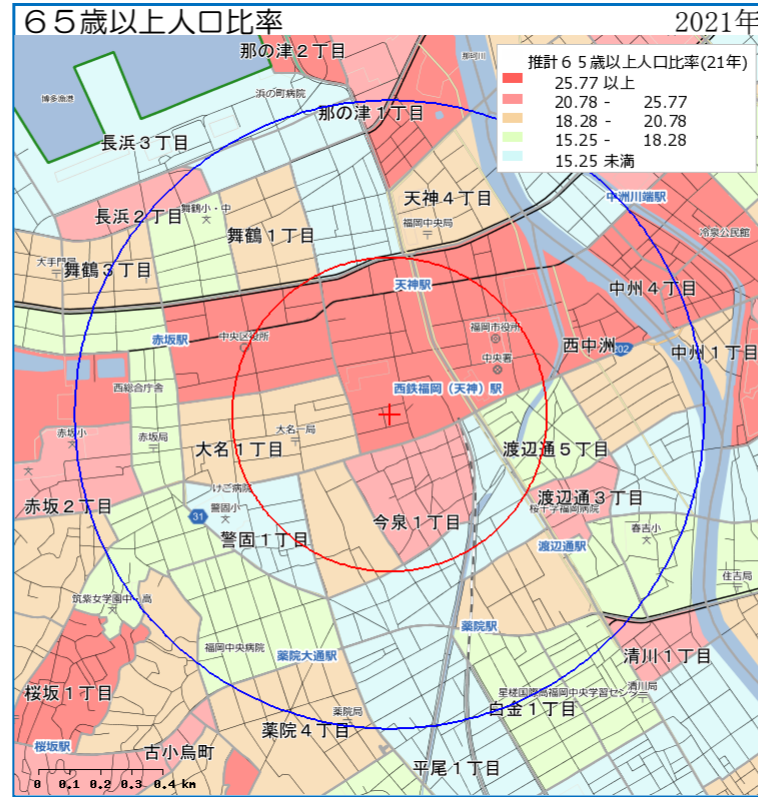 65歳以上人口比率
2021年
推計65歳以上人口比率(21年)
25.77 以上
20.78 - 25.77
18.28 - 20.78
15.25 - 18.28
15.25 未満
那の津2丁目
那珂川
博多漁港
浜の町病院
那の津1丁目
長浜3丁目
中洲川端駅
天神4丁目
長浜2丁目
舞鶴小・中
福岡中央局
冷泉公民館
舞鶴1丁目
大手門局
舞鶴3丁目
天神駅
中州4丁目
赤坂駅
中央区役所
福岡市役所
西中洲
202
中州1丁目
中央署
西総合庁舎
西鉄福岡(天神)駅
赤坂小
赤坂局
大名一局
大名1丁目
渡辺通5丁目
けご病院
赤坂2丁目
31
警固小
渡辺通3丁目
桜十字福岡病院
今泉1丁目
春吉小
警固1丁目
渡辺通駅
住吉局
筑紫女学園中・高
薬院駅
福岡中央病院
薬院大通駅
清川1丁目
桜坂1丁目
清川局
薬院局
白金1丁目
薬院4丁目
桜坂駅
古小烏町
平尾1丁目
0 0.1 0.2 0.3 0.4 km